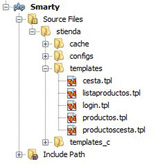 Smarty
Source Files
stienda
cache
configs
templates
cesta.tpl
listaproductos.tpl
login.tpl
productos.tpl
productoscesta.tpl
templates_c
Include Path